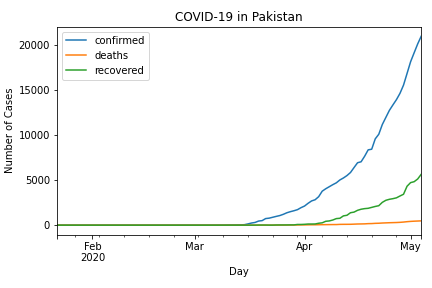 COVID-19 in Pakistan
confirmed
deaths
recovered
Number of Cases
20000
15000
10000
5000
0
Feb
2020
Mar
Apr
May
Day